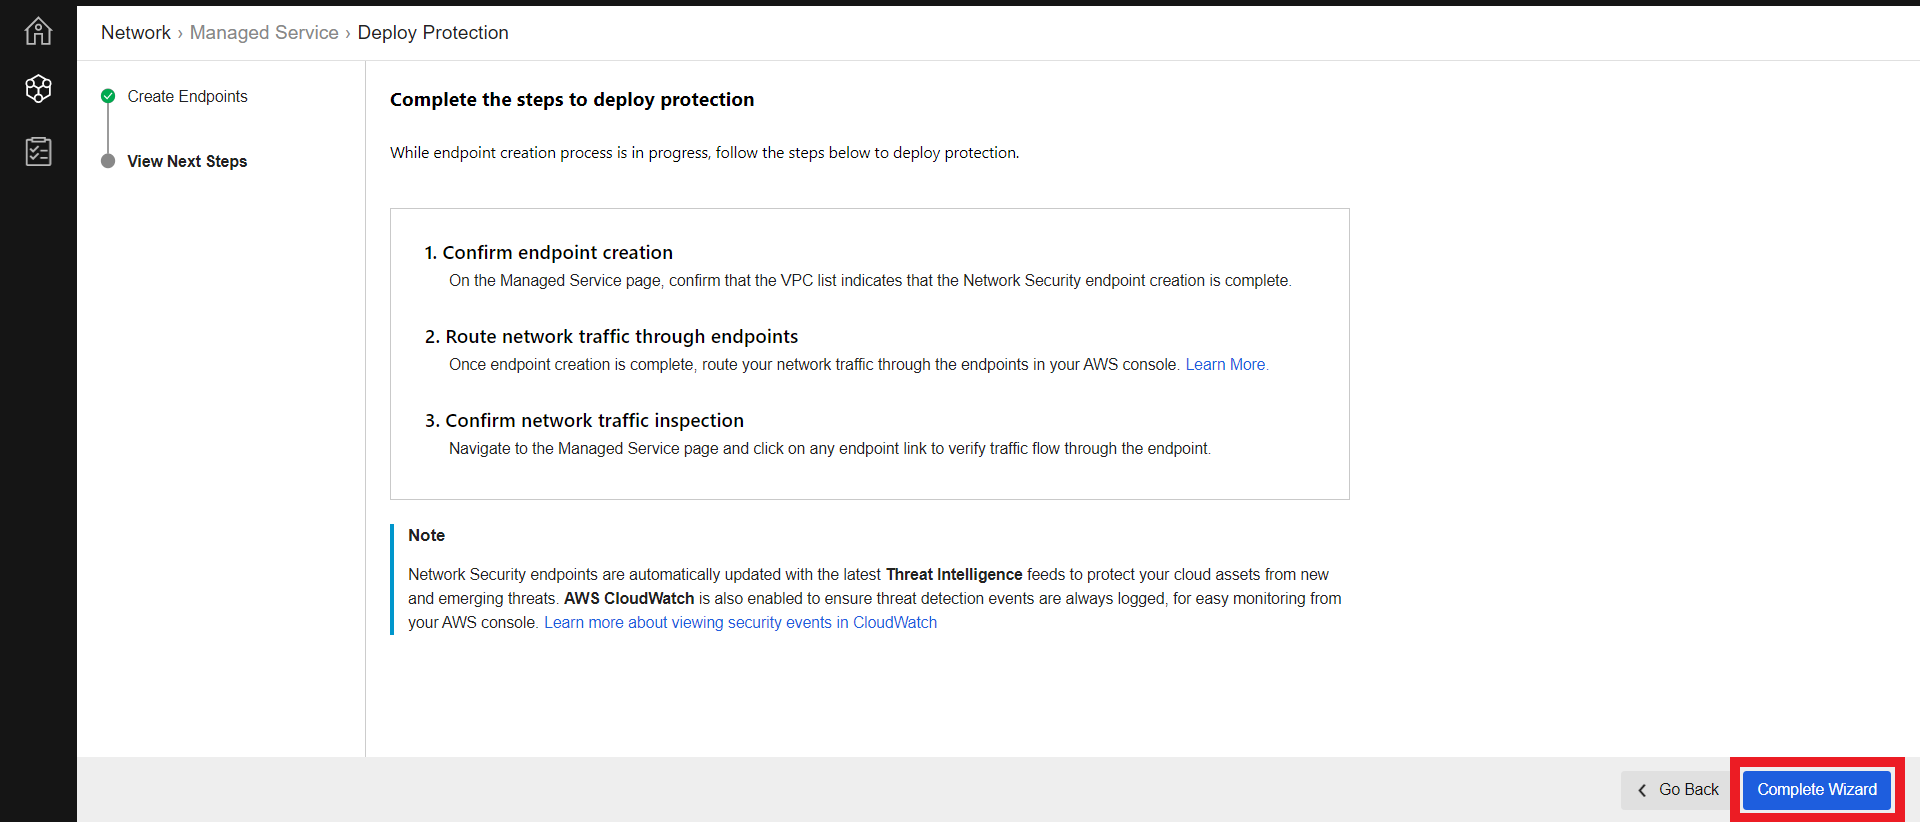 Network › Managed Service › Deploy Protection
Create Endpoints
View Next Steps
Complete the steps to deploy protection
While endpoint creation process is in progress, follow the steps below to deploy protection.
1. Confirm endpoint creation
On the Managed Service page, confirm that the VPC list indicates that the Network Security endpoint creation is complete.
2. Route network traffic through endpoints
Once endpoint creation is complete, route your network traffic through the endpoints in your AWS console. Learn More.
3. Confirm network traffic inspection
Navigate to the Managed Service page and click on any endpoint link to verify traffic flow through the endpoint.
Note
Network Security endpoints are automatically updated with the latest Threat Intelligence feeds to protect your cloud assets from new
and emerging threats. AWS CloudWatch is also enabled to ensure threat detection events are always logged, for easy monitoring from
your AWS console. Learn more about viewing security events in CloudWatch
Go Back
Complete Wizard